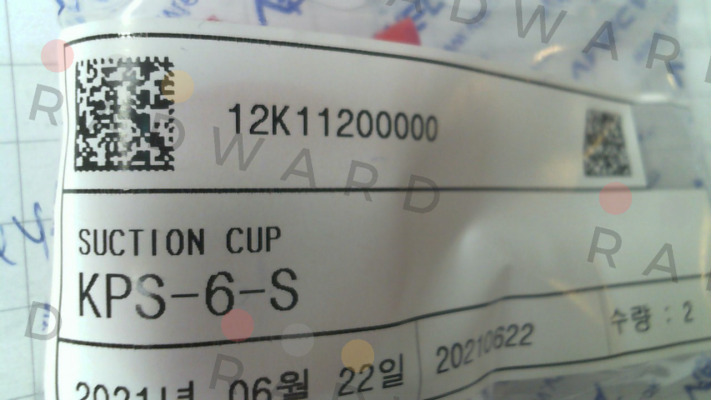 12K11200000
SUCTION CUP
KPS-6-S
2021년 06월 22일
20210622
수량 : 2
RADWARD